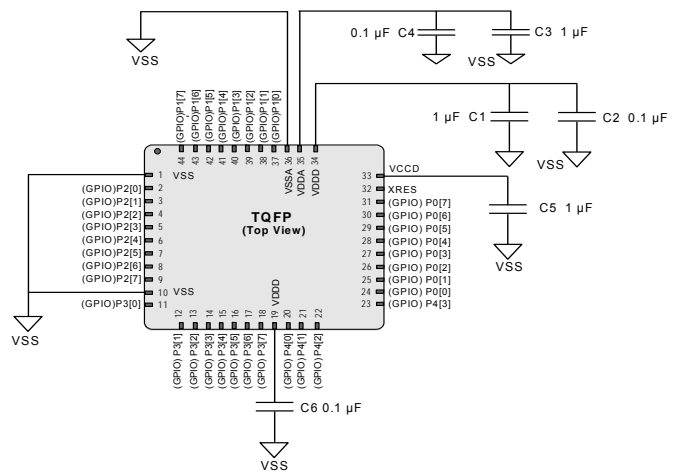 0.1 µF C4
C3 1 µF
VSS
VSS
1 µF C1
C2 0.1 µF
VSS
(GPIO)P1[7]
(GPIO)P1[6]
(GPIO)P1[5]
(GPIO)P1[4]
(GPIO)P1[3]
(GPIO)P1[2]
(GPIO)P1[1]
(GPIO)P1[0]
44
43
42
41
40
39
38
37
36
35
34
VSSA
VDDA
VDDD
TQFP
(Top View)
1 VSS
(GPIO)P2[0] 2
(GPIO)P2[1] 3
(GPIO)P2[2] 4
(GPIO)P2[3] 5
(GPIO)P2[4] 6
(GPIO)P2[5] 7
(GPIO)P2[6] 8
(GPIO)P2[7] 9
10 VSS
(GPIO)P3[0] 11
VSS
33 VCCD
32 XRES
31 (GPIO) P0[7]
30 (GPIO) P0[6]
29 (GPIO) P0[5]
28 (GPIO) P0[4]
27 (GPIO) P0[3]
26 (GPIO) P0[2]
25 (GPIO) P0[1]
24 (GPIO) P0[0]
23 (GPIO) P4[3]
C5 1 µF
VSS
VDDD
12
13
14
15
16
17
18
19
20
21
22
(GPIO) P3[1]
(GPIO) P3[2]
(GPIO) P3[3]
(GPIO) P3[4]
(GPIO) P3[5]
(GPIO) P3[6]
(GPIO) P3[7]
(GPIO) P4[0]
(GPIO) P4[1]
(GPIO) P4[2]
C6 0.1 µF
VSS